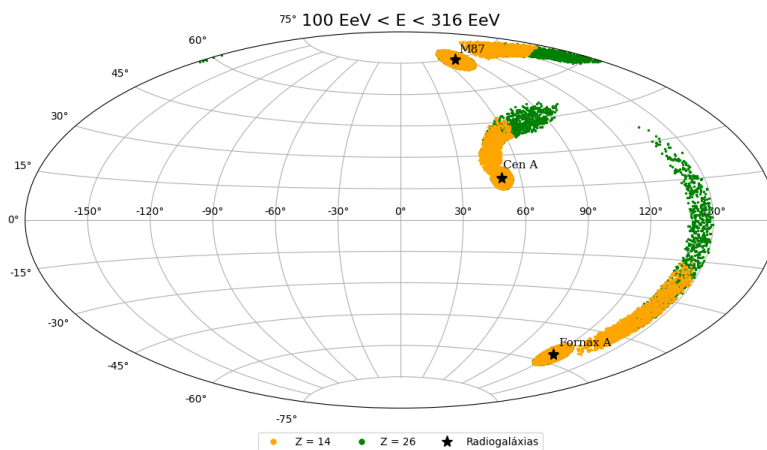 100 EeV < E < 316 EeV
75°
60°
M87
45°
30°
Cen A
15°
0° -150° -120° -90° -60° -30° 0° 30° 60° 90° 120° 150°
-15°
-30°
Fornax A
-45°
-60°
-75°
Z = 14 Z = 26 Radiogaláxias